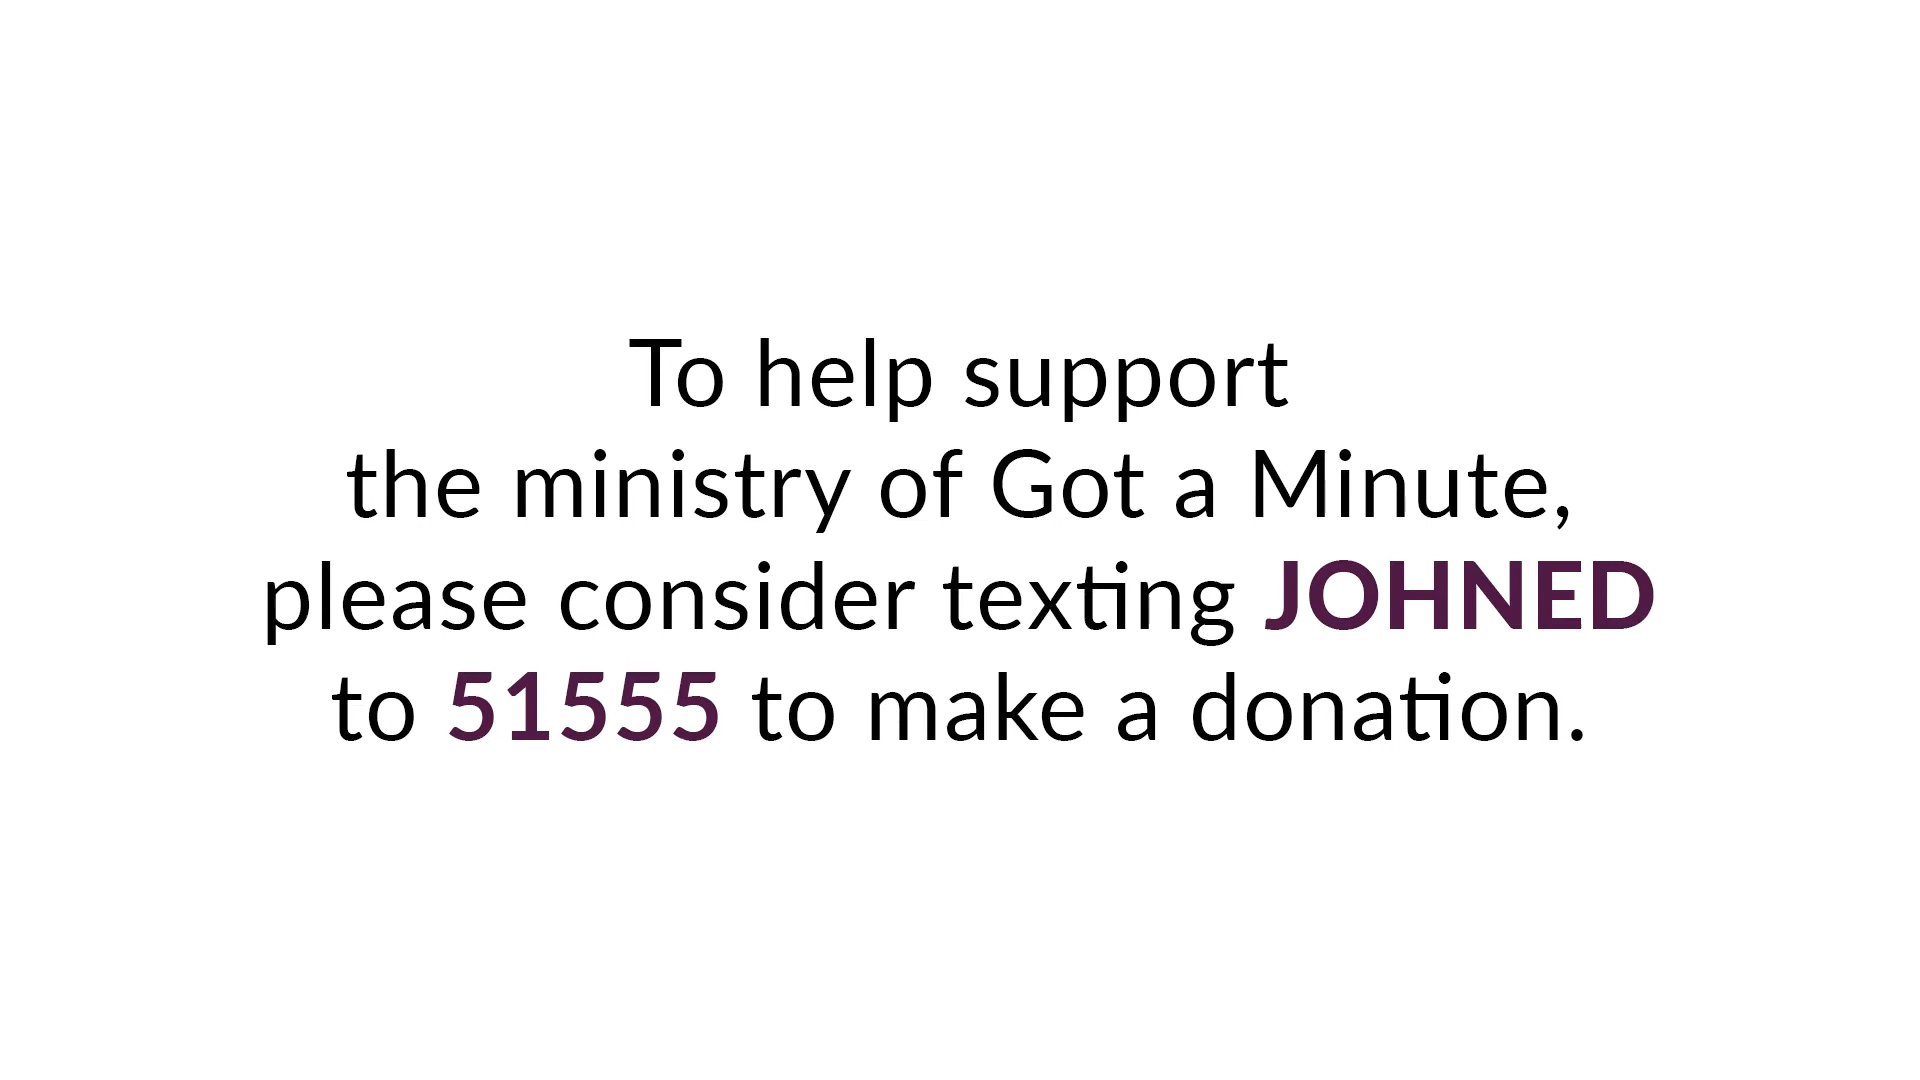 To help support
the ministry of Got a Minute,
please consider texting JOHNED
to 51555 to make a donation.